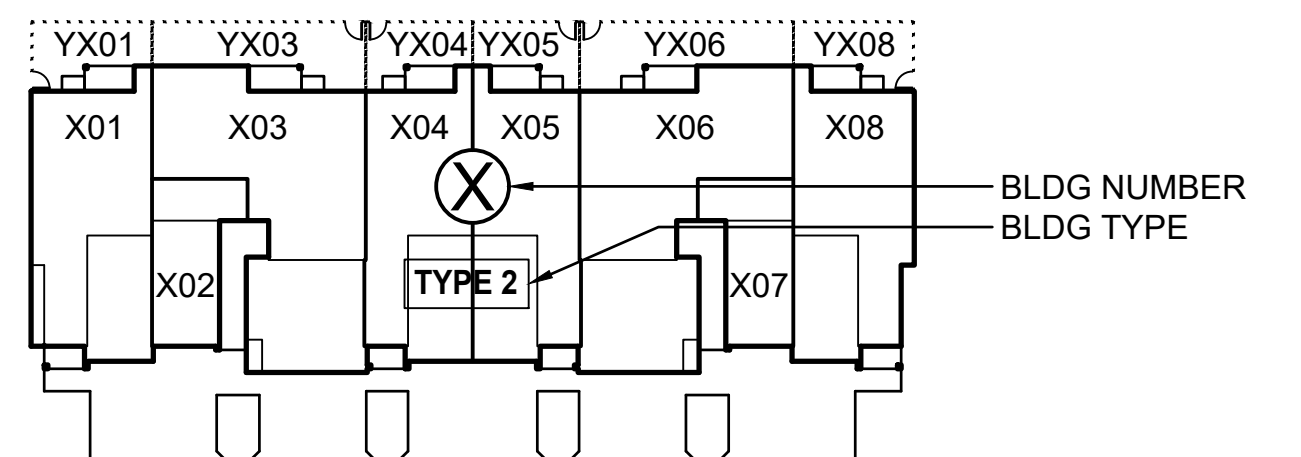 YX01 YX03 YX04 YX05 YX06 YX08
X01 X03 X04 X05 X06 X08
X BLDG NUMBER
BLDG TYPE
TYPE 2
X02 X07